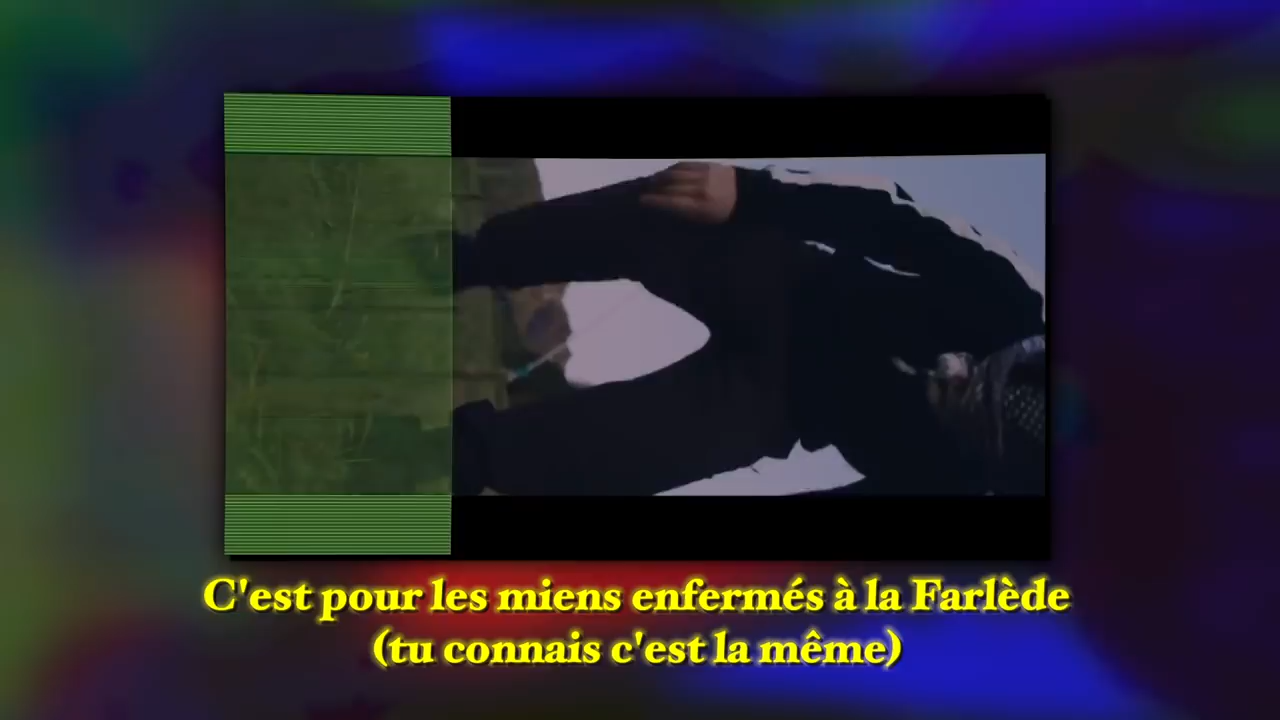 C'est pour les miens enfermés à la Farlède
(tu connais c'est la même)